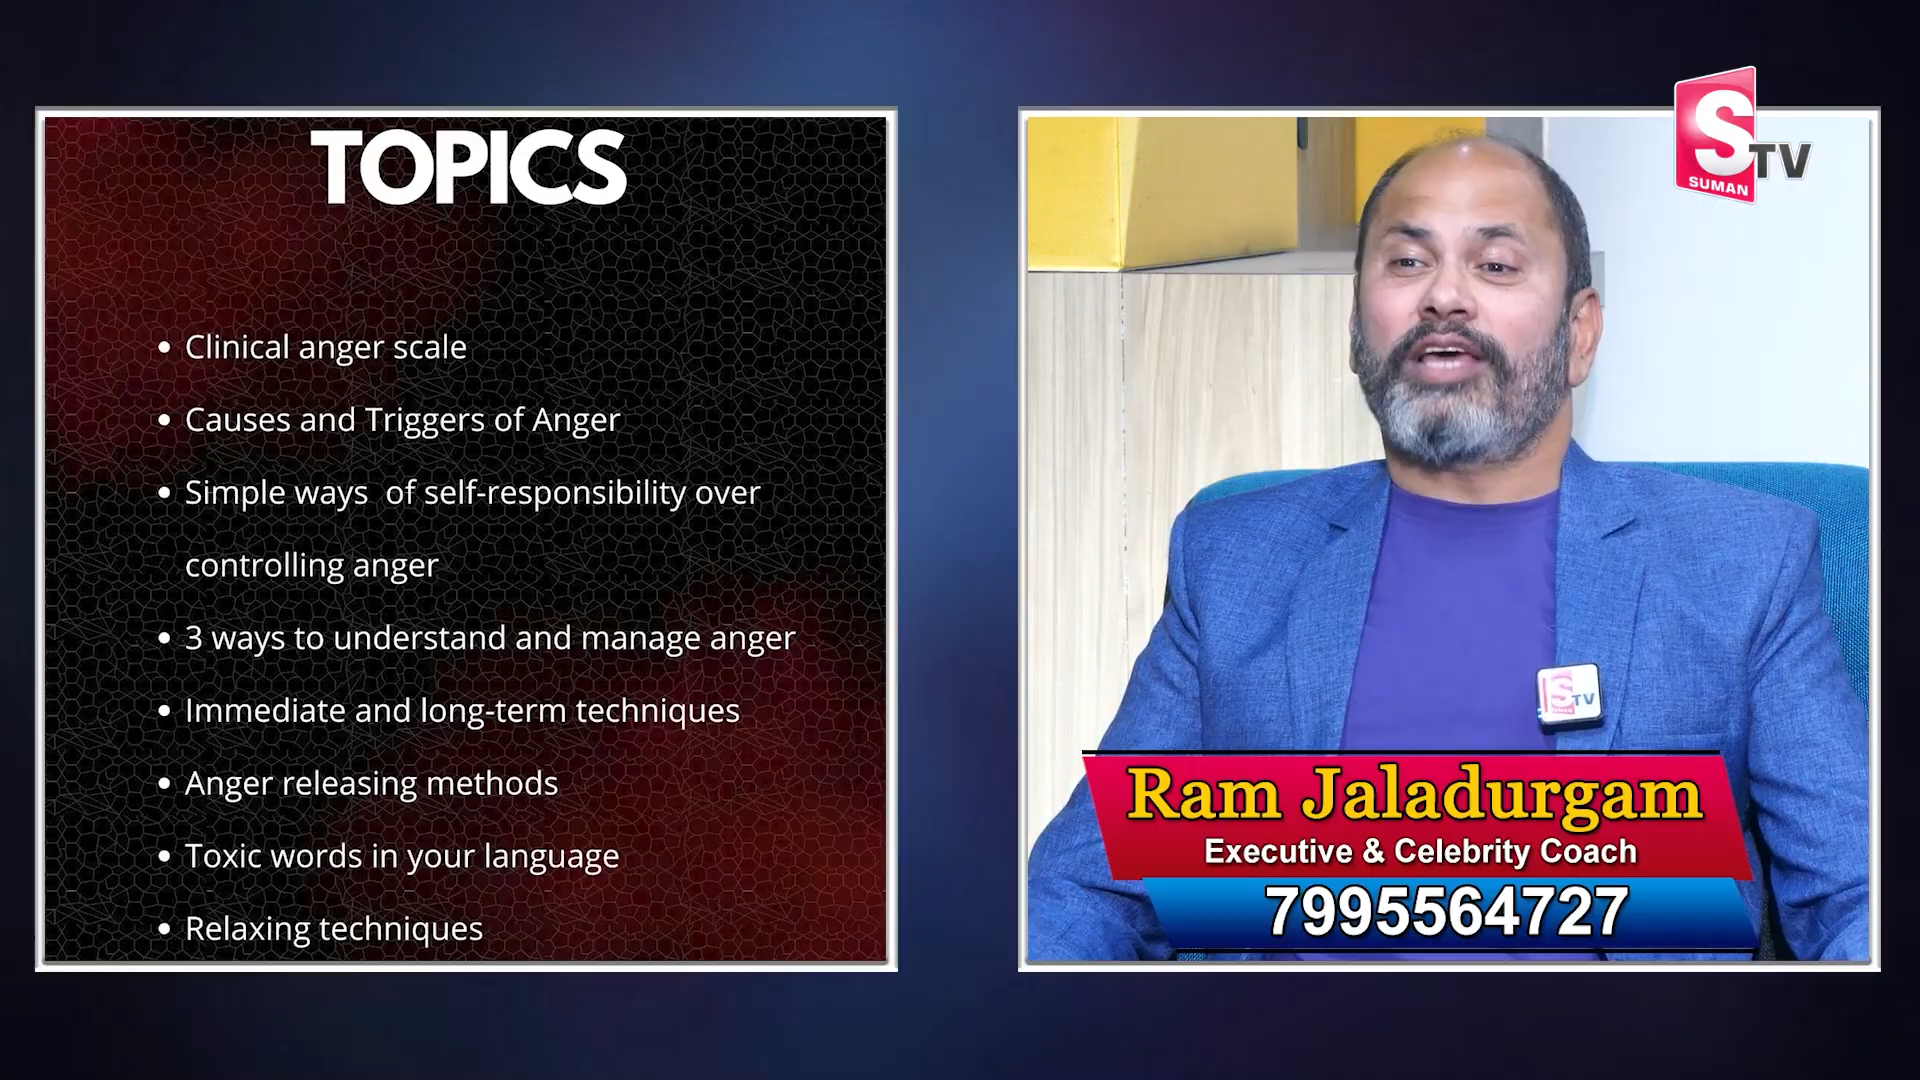 TOPICS
• Clinical anger scale
• Causes and Triggers of Anger
• Simple ways  of self-responsibility over
controlling anger
• 3 ways to understand and manage anger
• Immediate and long-term techniques
• Anger releasing methods
• Toxic words in your language
• Relaxing techniques
S TV
SUMAN
S TV
Ram Jaladurgam
Executive & Celebrity Coach
7995564727